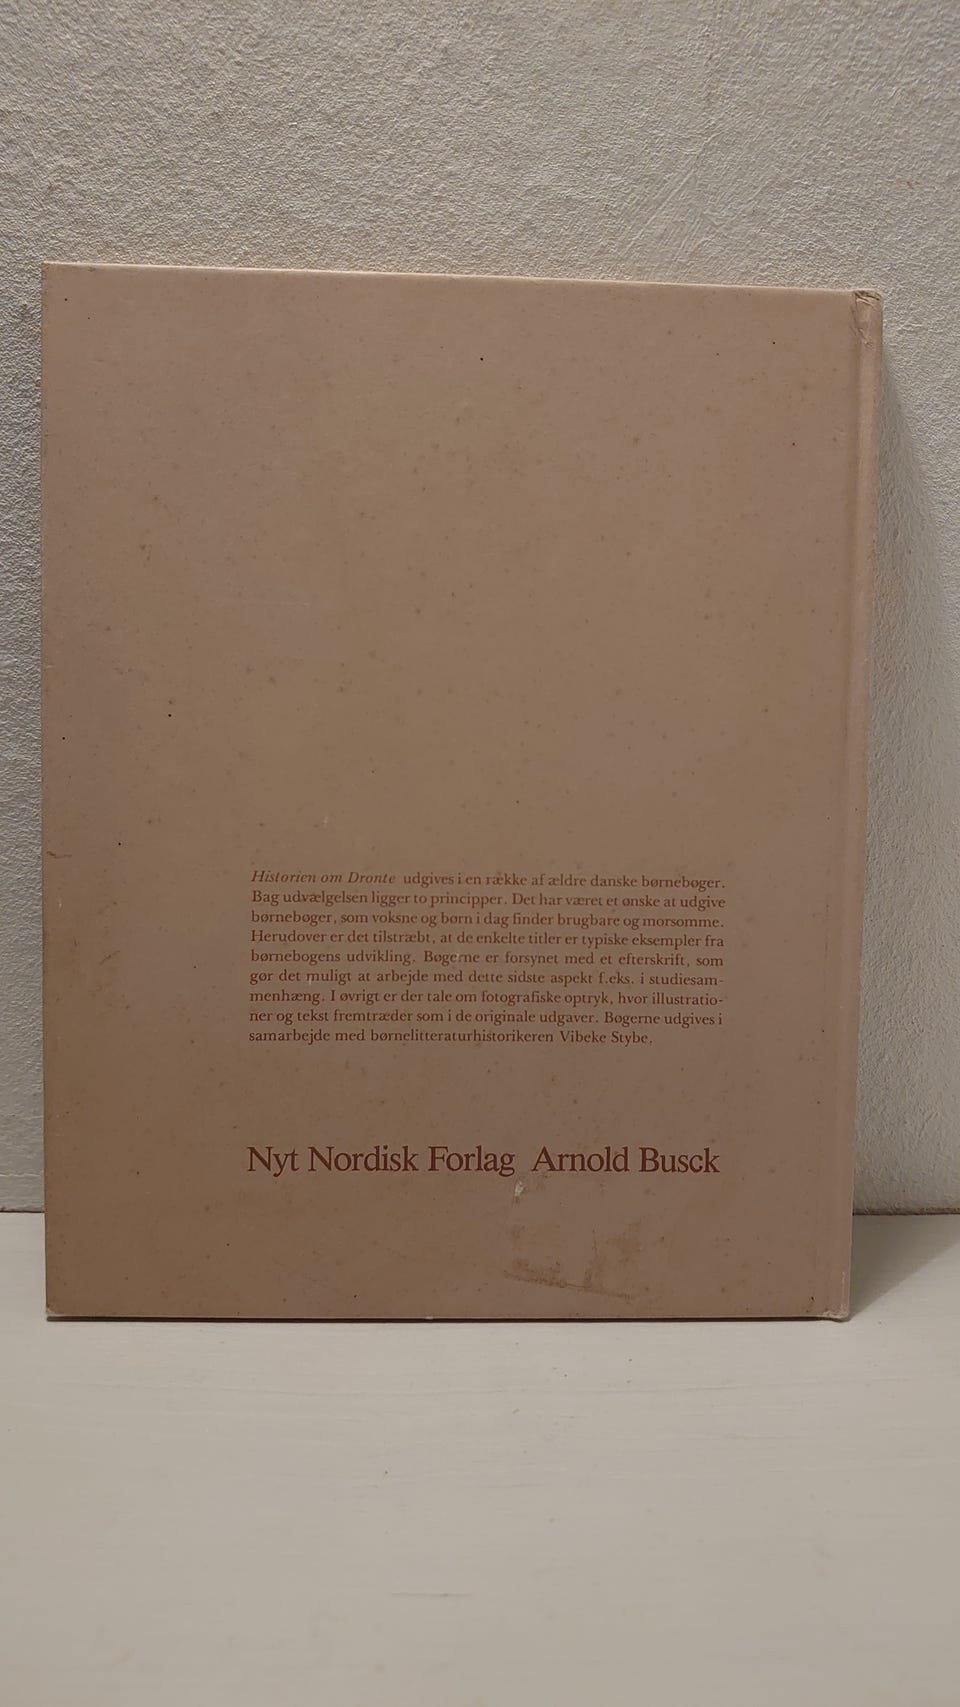 Historien om Dronte udgives i en række af ældre danske børnebøger.
Bag udvælgelsen ligger to principper. Det har været et ønske at udgive
børnebøger, som voksne og børn i dag finder brugbare og morsomme.
Herudover er det tilstræbt, at de enkelte titler er typiske eksempler fra
børnebogens udvikling. Bøgerne er forsynet med et efterskrift, som
gør det muligt at arbejde med dette sidste aspekt f.eks. i studiesam-
menhæng. I øvrigt er der tale om fotografiske optryk, hvor illustratio-
ner og tekst fremtræder som i de originale udgaver. Bøgerne udgives i
samarbejde med børnelitteraturhistorikeren Vibeke Stybe.
Nyt Nordisk Forlag Arnold Busck